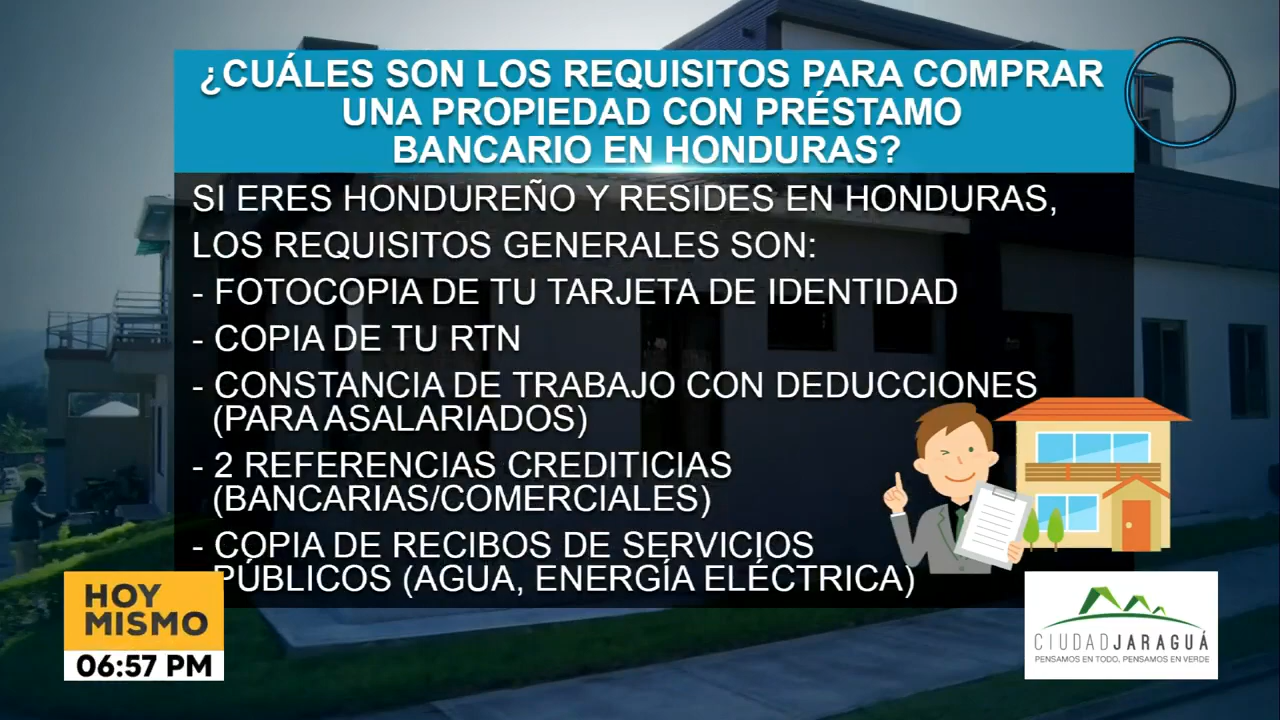 ¿CUÁLES SON LOS REQUISITOS PARA COMPRAR
UNA PROPIEDAD CON PRÉSTAMO
BANCARIO EN HONDURAS?
SI ERES HONDUREÑO Y RESIDES EN HONDURAS,
LOS REQUISITOS GENERALES SON:
- FOTOCOPIA DE TU TARJETA DE IDENTIDAD
- COPIA DE TU RTN
- CONSTANCIA DE TRABAJO CON DEDUCCIONES
(PARA ASALARIADOS)
- 2 REFERENCIAS CREDITICIAS
(BANCARIAS/COMERCIALES)
- COPIA DE RECIBOS DE SERVICIOS
PÚBLICOS (AGUA, ENERGÍA ELÉCTRICA)
HOY
MISMO
06:57 PM
CIUDADJARAGUÁ
PENSAMOS EN TODO, PENSAMOS EN VERDE